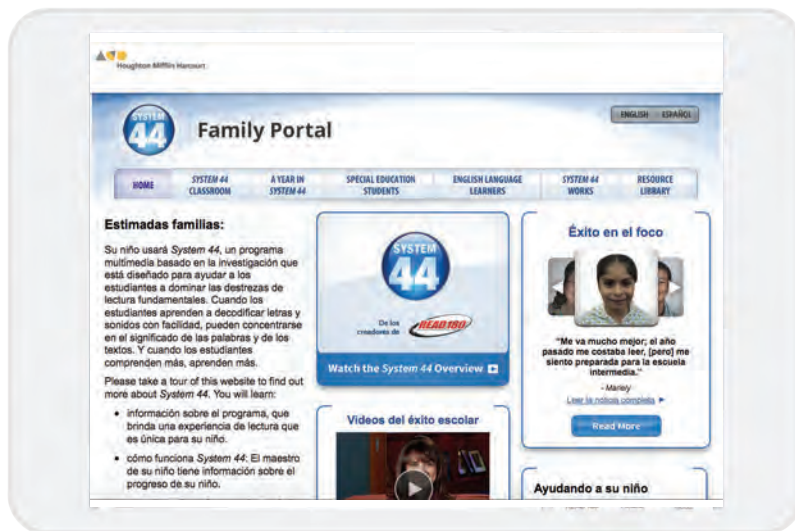 Houghton Mifflin Harcourt
SYSTEM
44
Family Portal
ENGLISH
ESPAÑOL
HOME
SYSTEM 44
CLASSROOM
A YEAR IN
SYSTEM 44
SPECIAL EDUCATION
STUDENTS
ENGLISH LANGUAGE
LEARNERS
SYSTEM 44
WORKS
RESOURCE
LIBRARY
Estimadas familias:
Su niño usará System 44, un programa
multimedia basado en la investigación que
está diseñado para ayudar a los
estudiantes a dominar las destrezas de
lectura fundamentales. Cuando los
estudiantes aprenden a decodificar letras y
sonidos con facilidad, pueden concentrarse
en el significado de las palabras y de los
textos. Y cuando los estudiantes
comprenden más, aprenden más.
Please take a tour of this website to find out
more about System 44. You will learn:
• información sobre el programa, que
brinda una experiencia de lectura que
es única para su niño.
• cómo funciona System 44: El maestro
de su niño tiene información sobre el
progreso de su niño.
SYSTEM
44
De los
creadores de
READ 180
Watch the System 44 Overview
Videos del éxito escolar
Éxito en el foco
"Me va mucho mejor; el año
pasado me costaba leer, [pero] me
siento preparada para la escuela
intermedia."
- Marley
Leer la noticia completa
Read More
Ayudando a su niño